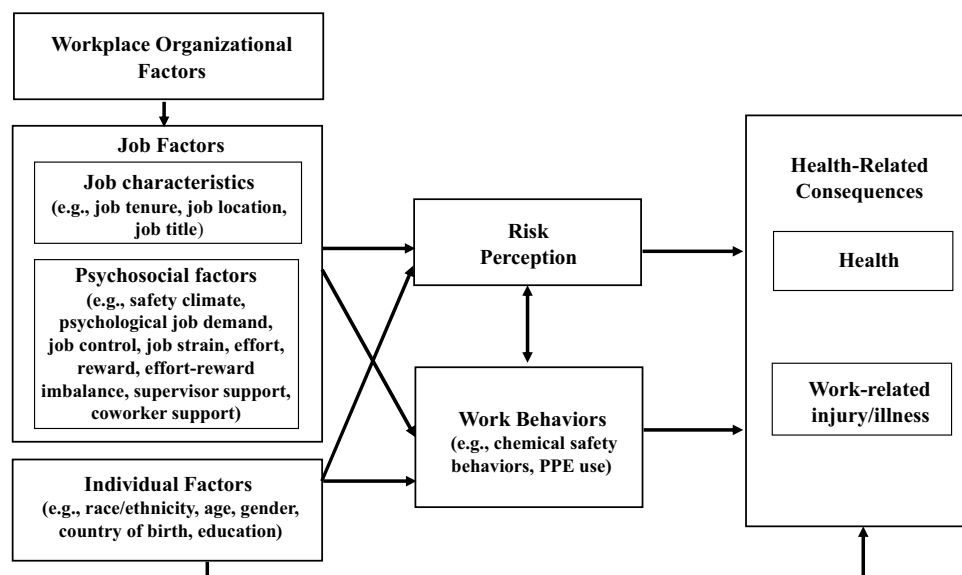 Workplace Organizational
Factors
Job Factors
Job characteristics
(e.g., job tenure, job location,
job title)
Psychosocial factors
(e.g., safety climate,
psychological job demand,
job control, job strain, effort,
reward, effort-reward
imbalance, supervisor support,
coworker support)
Individual Factors
(e.g., race/ethnicity, age, gender,
country of birth, education)
Risk
Perception
Work Behaviors
(e.g., chemical safety
behaviors, PPE use)
Health-Related
Consequences
Health
Work-related
injury/illness